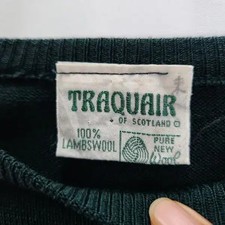 TRAQUAIR
OF SCOTLAND ©
100%
LAMBSWOOL
PURE
NEW
Wool